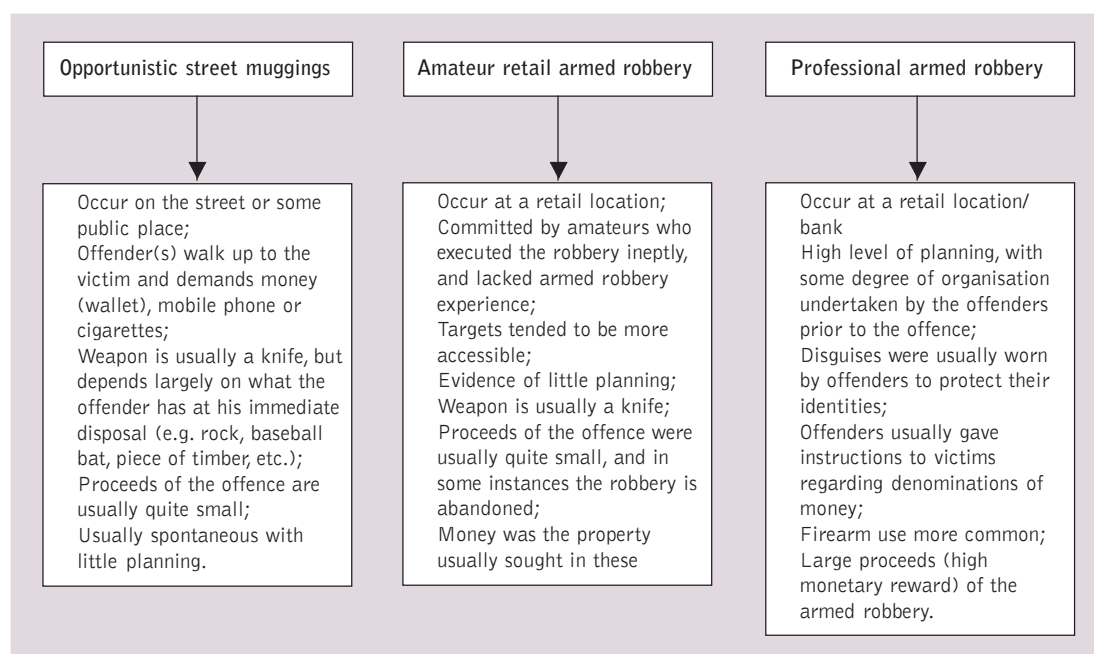 Opportunistic street muggings
Occur on the street or some
public place;
Offender(s) walk up to the
victim and demands money
(wallet), mobile phone or
cigarettes;
Weapon is usually a knife, but
depends largely on what the
offender has at his immediate
disposal (e.g. rock, baseball
bat, piece of timber, etc.);
Proceeds of the offence are
usually quite small;
Usually spontaneous with
little planning.
Amateur retail armed robbery
Occur at a retail location;
Committed by amateurs who
executed the robbery ineptly,
and lacked armed robbery
experience;
Targets tended to be more
accessible;
Evidence of little planning;
Weapon is usually a knife;
Proceeds of the offence were
usually quite small, and in
some instances the robbery is
abandoned;
Money was the property
usually sought in these
Professional armed robbery
Occur at a retail location/
bank
High level of planning, with
some degree of organisation
undertaken by the offenders
prior to the offence;
Disguises were usually worn
by offenders to protect their
identities;
Offenders usually gave
instructions to victims
regarding denominations of
money;
Firearm use more common;
Large proceeds (high
monetary reward) of the
armed robbery.